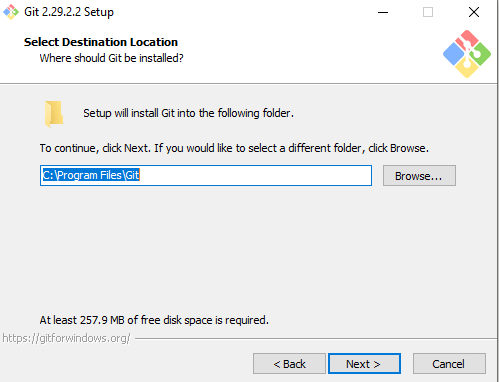 Git 2.29.2.2 Setup
Select Destination Location
Where should Git be installed?
Setup will install Git into the following folder.
To continue, click Next. If you would like to select a different folder, click Browse.
C:\Program Files\Git
Browse...
At least 257.9 MB of free disk space is required.
https://gitforwindows.org/
< Back
Next >
Cancel